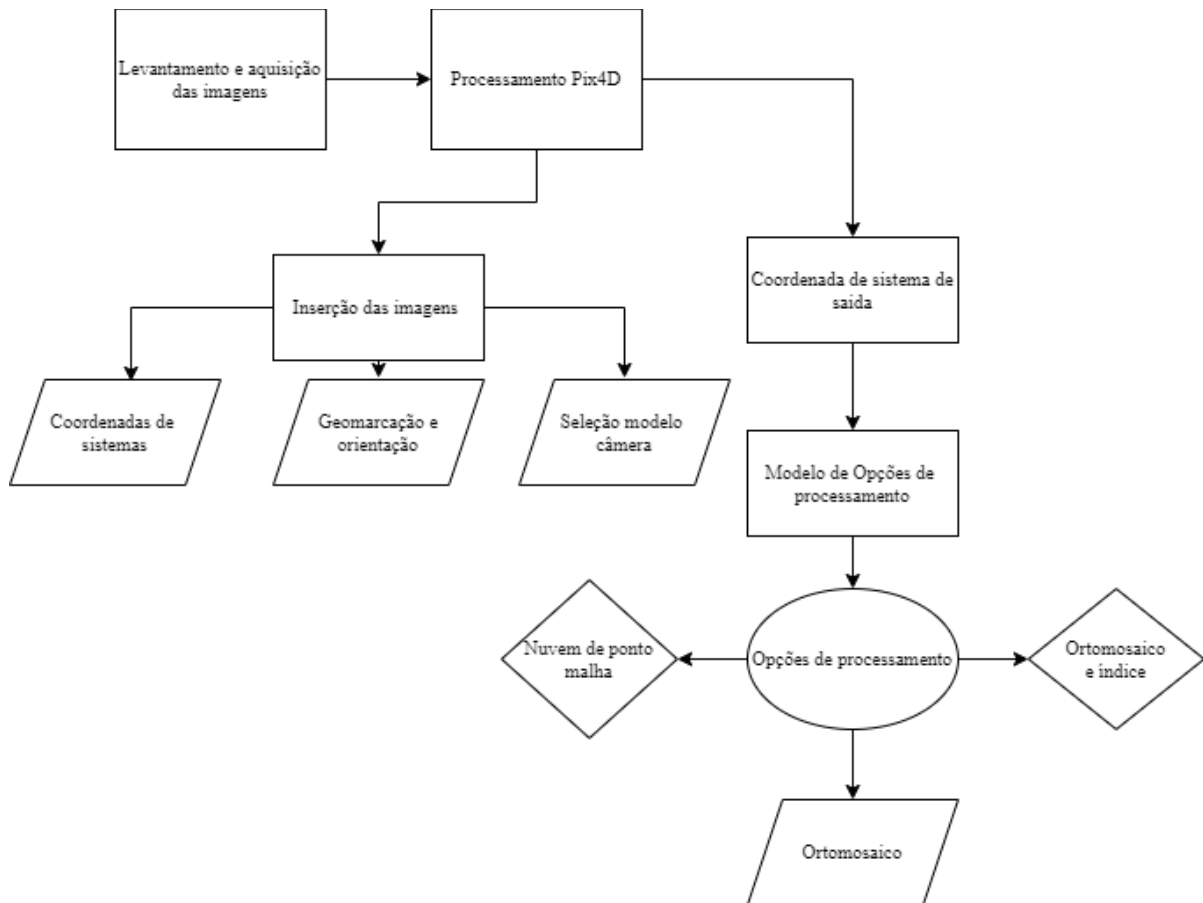 Levantamento e aquisição
das imagens
Processamento Pix4D
Inserção das imagens
Coordenada de sistema de
saida
Coordenadas de
sistemas
Geomarcação e
orientação
Seleção modelo
câmera
Modelo de Opções de
processamento
Nuvem de ponto
malha
Opções de processamento
Ortomosaico
e índice
Ortomosaico